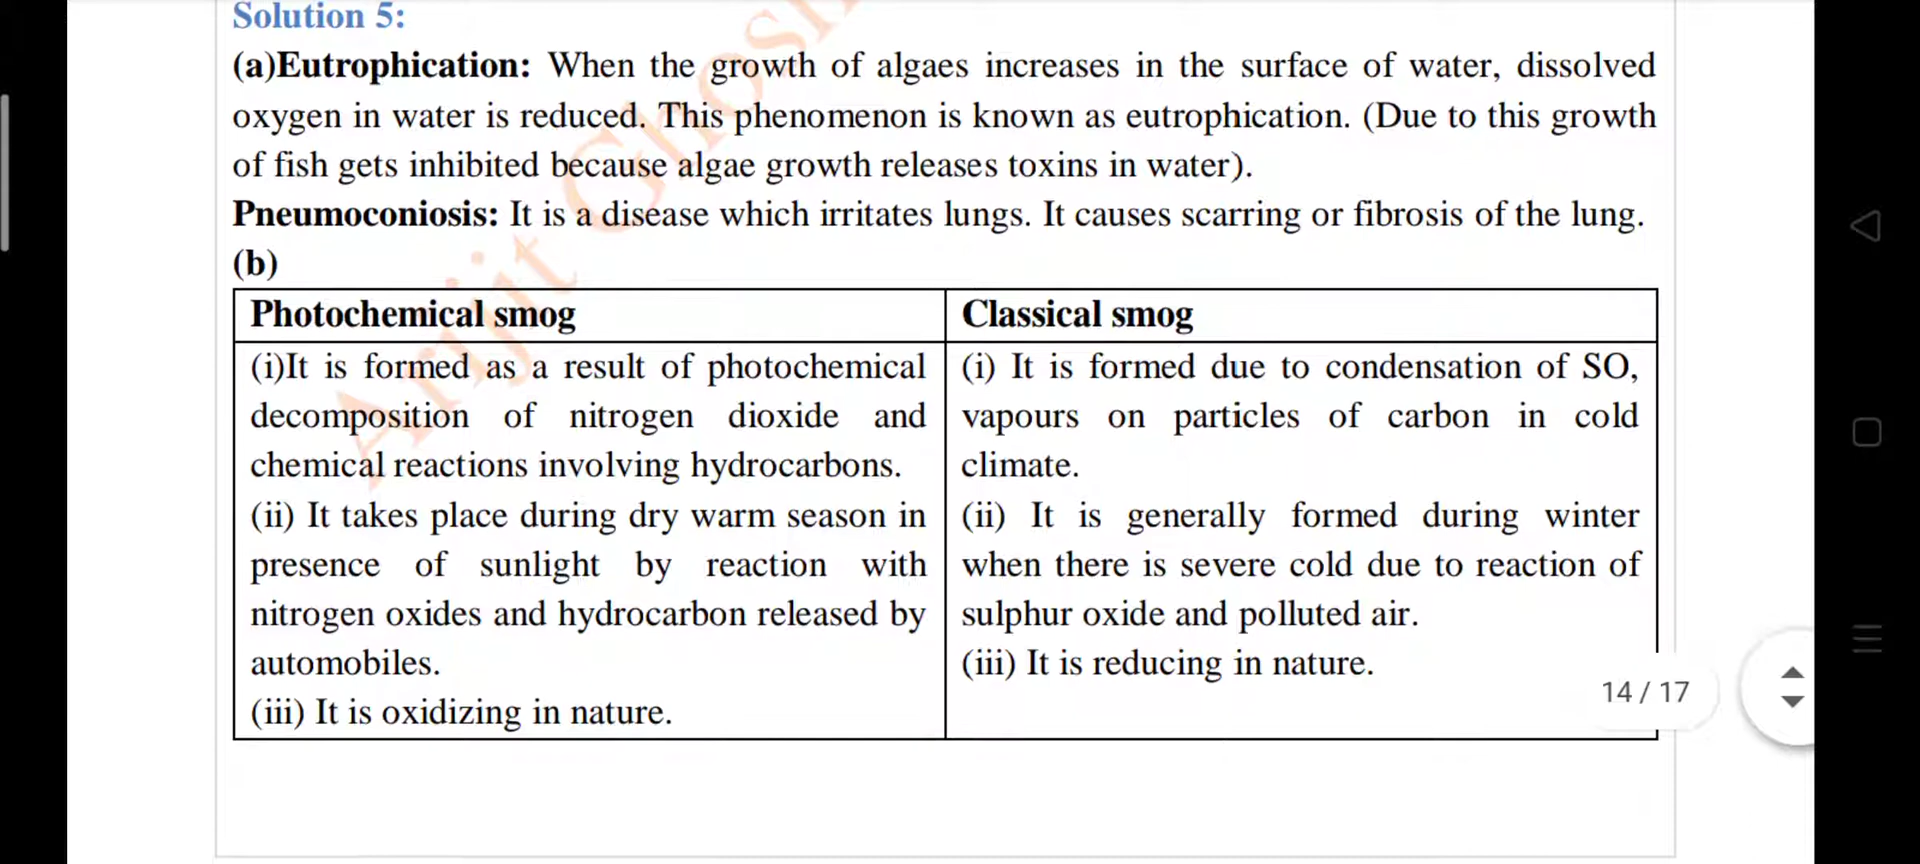 Solution 5:
(a)Eutrophication: When the growth of algaes increases in the surface of water, dissolved
oxygen in water is reduced. This phenomenon is known as eutrophication. (Due to this growth
of fish gets inhibited because algae growth releases toxins in water).
Pneumoconiosis: It is a disease which irritates lungs. It causes scarring or fibrosis of the lung.
(b)
Photochemical smog
Classical smog
(i)It is formed as a result of photochemical
decomposition of nitrogen dioxide and
chemical reactions involving hydrocarbons.
(ii) It takes place during dry warm season in
presence of sunlight by reaction with
nitrogen oxides and hydrocarbon released by
automobiles.
(iii) It is oxidizing in nature.
(i) It is formed due to condensation of SO,
vapours on particles of carbon in cold
climate.
(ii) It is generally formed during winter
when there is severe cold due to reaction of
sulphur oxide and polluted air.
(iii) It is reducing in nature.
14 / 17
Arijit Ghosh